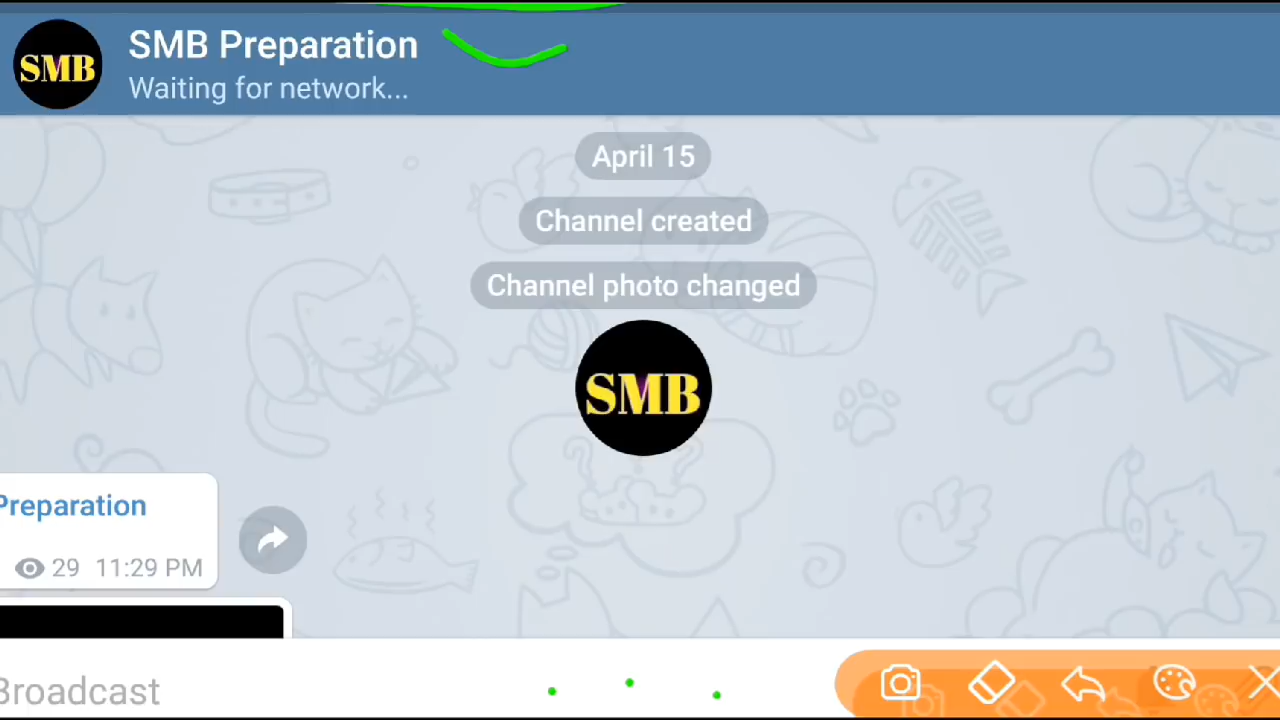 SMB
SMB Preparation
Waiting for network...
April 15
Channel created
Channel photo changed
SMB
Preparation
29 11:29 PM
Broadcast